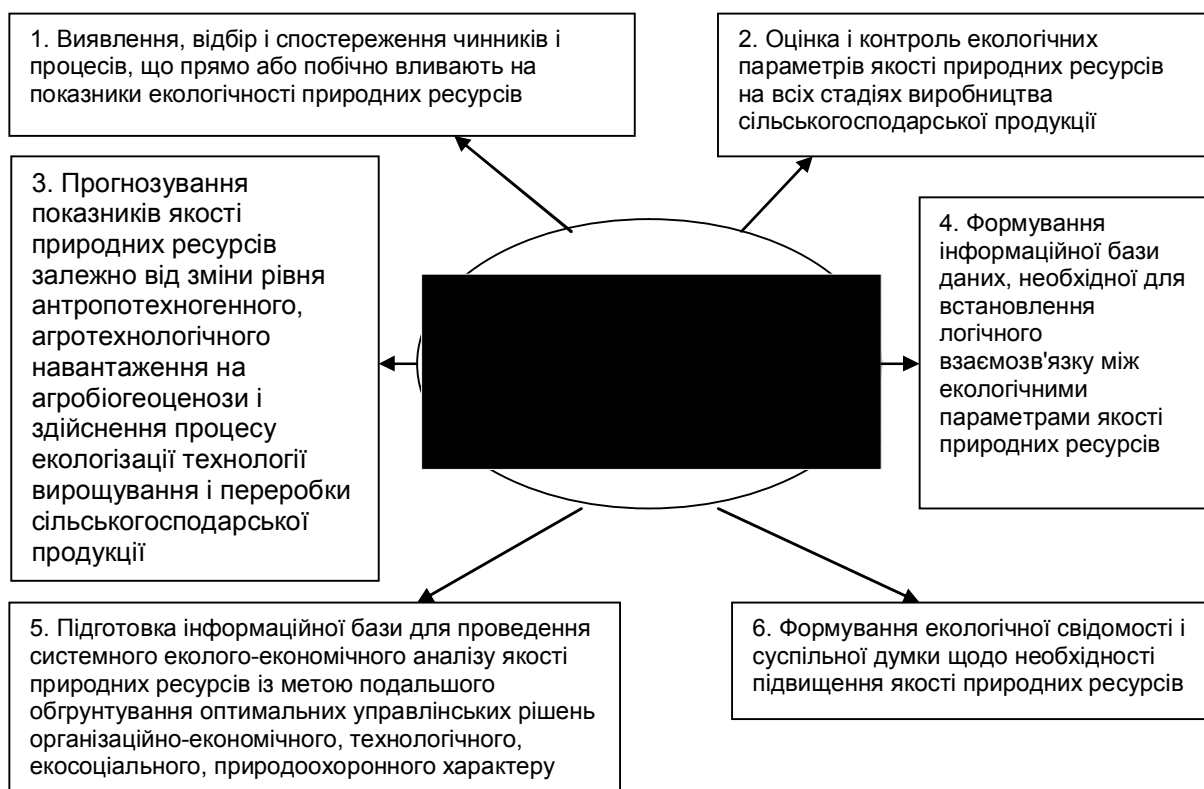 1. Виявлення, відбір і спостереження чинників і
процесів, що прямо або побічно вливають на
показники екологічності природних ресурсів
2. Оцінка і контроль екологічних
параметрів якості природних ресурсів
на всіх стадіях виробництва
сільськогосподарської продукції
3. Прогнозування
показників якості
природних ресурсів
залежно від зміни рівня
антропотехногенного,
агротехнологічного
навантаження на
агробіогеоценози і
здійснення процесу
екологізації технології
вирощування і переробки
сільськогосподарської
продукції
4. Формування
інформаційної бази
даних, необхідної для
встановлення
логічного
взаємозв'язку між
екологічними
параметрами якості
природних ресурсів
5. Підготовка інформаційної бази для проведення
системного еколого-економічного аналізу якості
природних ресурсів із метою подальшого
обгрунтування оптимальних управлінських рішень
організаційно-економічного, технологічного,
екосоціального, природоохоронного характеру
6. Формування екологічної свідомості і
суспільної думки щодо необхідності
підвищення якості природних ресурсів